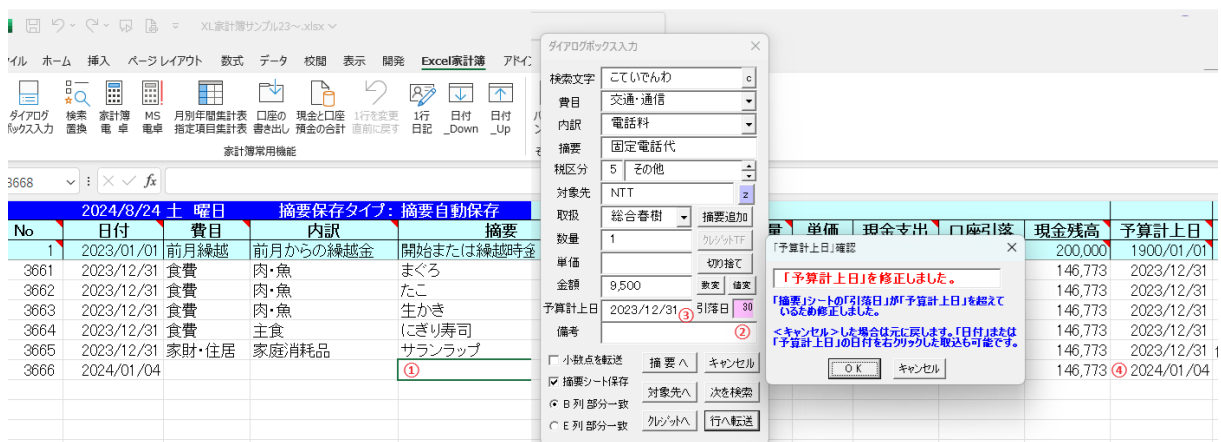 XL家計簿サンプル23～.xlsx
イル ホーム 挿入 ページ レイアウト 数式 データ 校閲 表示 開発 Excel家計簿 アドイン
ダイアログ
ボックス入力
検索
置換
家計簿
電 卓
MS
電卓
月別年間集計表
指定項目集計表
口座の
書き出し
現金と口座
預金の合計
1行を変更
直前に戻す
1行
日記
日付
_Down
日付
_Up
家計簿常用機能
3668 fx
2024/8/24 土 曜日 摘要保存タイプ: 摘要自動保存
No 日付 費目 内訳 摘要 量 単価 現金支出 口座引落 現金残高 予算計上日
1 2023/01/01 前月繰越 前月からの繰越金 開始または繰越時金 200,000 1900/01/01
3661 2023/12/31 食費 肉・魚 まぐろ 146,773 2023/12/31
3662 2023/12/31 食費 肉・魚 たこ 146,773 2023/12/31
3663 2023/12/31 食費 肉・魚 生かき 146,773 2023/12/31
3664 2023/12/31 食費 主食 にぎり寿司 146,773 2023/12/31
3665 2023/12/31 家財・住居 家庭消耗品 サランラップ 146,773 2023/12/31
3666 2024/01/04 ① 146,773 ④ 2024/01/04
ダイアログボックス入力
検索文字 こていでんわ c
費目 交通・通信
内訳 電話料
摘要 固定電話代
税区分 5 その他
対象先 NTT z
取扱 総合春樹 摘要追加
数量 1 クレジットTF
単価 切り捨て
金額 9,500 数変 値変
予算計上日 2023/12/31 ③ 引落日 30
備考 ②
小数点を転送 摘要へ キャンセル
摘要シート保存
対象先へ 次を検索
B 列 部分一致
E 列 部分一致 クレジットへ 行へ転送
「予算計上日」確認
「予算計上日」を修正しました。
「摘要」シートの「引落日」が「予算計上日」を超えて
いるため修正しました。
＜キャンセル＞した場合は元に戻します。「日付」または
「予算計上日」の日付を右クリックした取込も可能です。
OK キャンセル